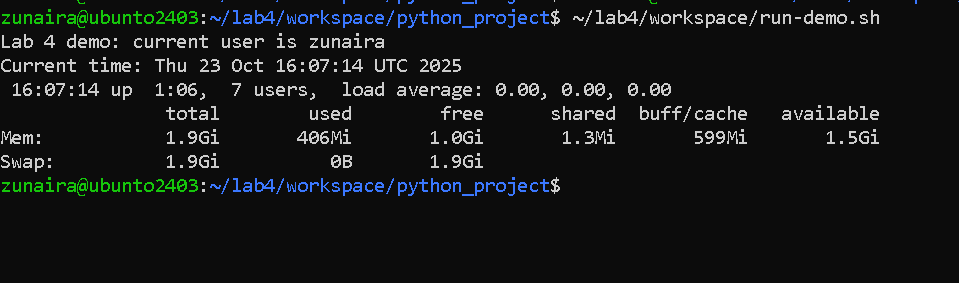 zunaira@ubunto2403:~/lab4/workspace/python_project$ ~/lab4/workspace/run-demo.sh
Lab 4 demo: current user is zunaira
Current time: Thu 23 Oct 16:07:14 UTC 2025
 16:07:14 up  1:06,  7 users,  load average: 0.00, 0.00, 0.00
               total        used        free      shared  buff/cache   available
Mem:           1.9Gi       406Mi       1.0Gi       1.3Mi       599Mi       1.5Gi
Swap:          1.9Gi          0B       1.9Gi
zunaira@ubunto2403:~/lab4/workspace/python_project$